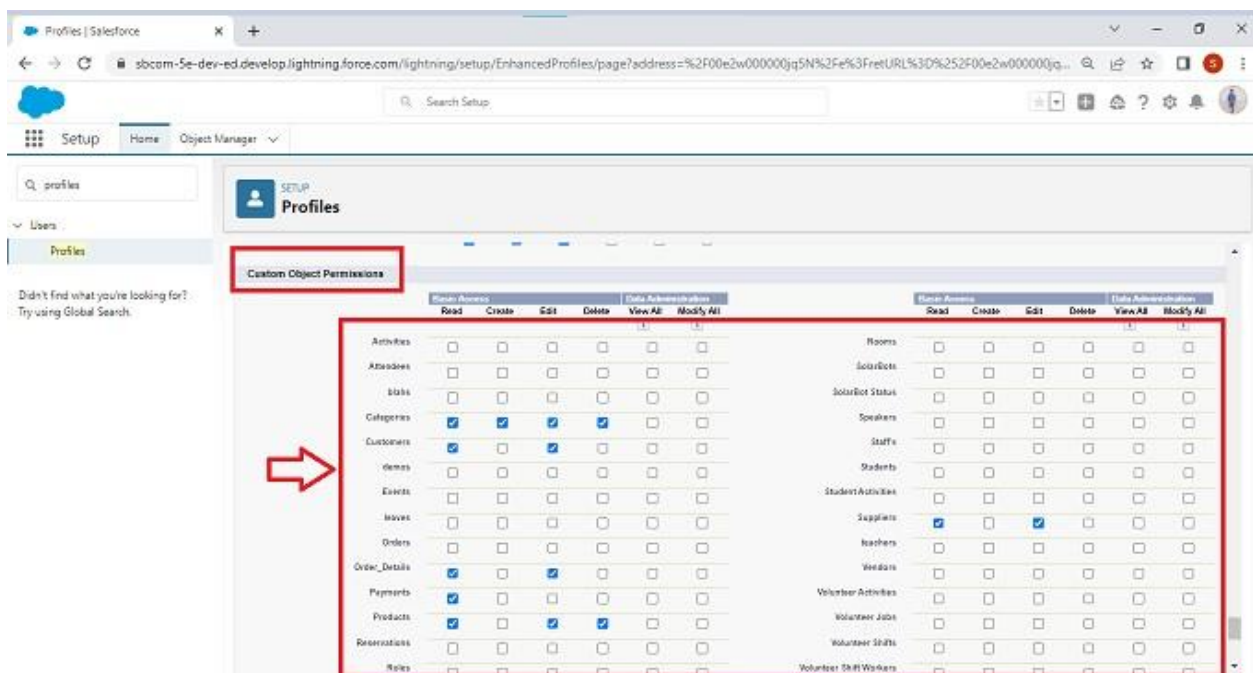 Profiles | Salesforce
sbcom-5e-dev-ed.develop.lightning.force.com/lightning/setup/EnhancedProfiles/page?address=%2F00e2w000000jq5N%2Fe%3FretURL%3D%252F00e2w000000jq...
S
Search Setup
Setup Home Object Manager
profiles
SETUP
Profiles
Users
Profiles
Didn't find what you're looking for?
Try using Global Search.
Custom Object Permissions
Basic Access Data Administration Basic Access Data Administration
Read Create Edit Delete View All Modify All Read Create Edit Delete View All Modify All
Activities Rooms
Attendees SolarBots
SolarBot Status
Categories Speakers
Customers Staff's
demos Students
Events Student Activities
leaves Suppliers
Orders teachers
Order_Details Vendors
Payments Volunteer Activities
Products Volunteer Jobs
Reservations Volunteer Shifts
Roles Volunteer Shift Workers